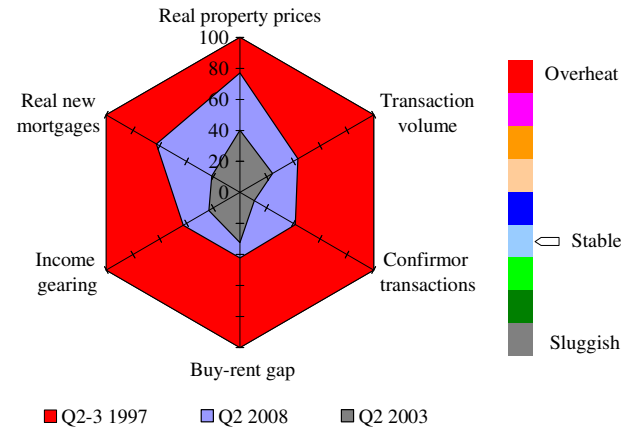 Real property prices
100
80
60
40
20
0
Real new
mortgages
Transaction
volume
Income
gearing
Confirmor
transactions
Buy-rent gap
Overheat
Stable
Sluggish
Q2-3 1997
Q2 2008
Q2 2003